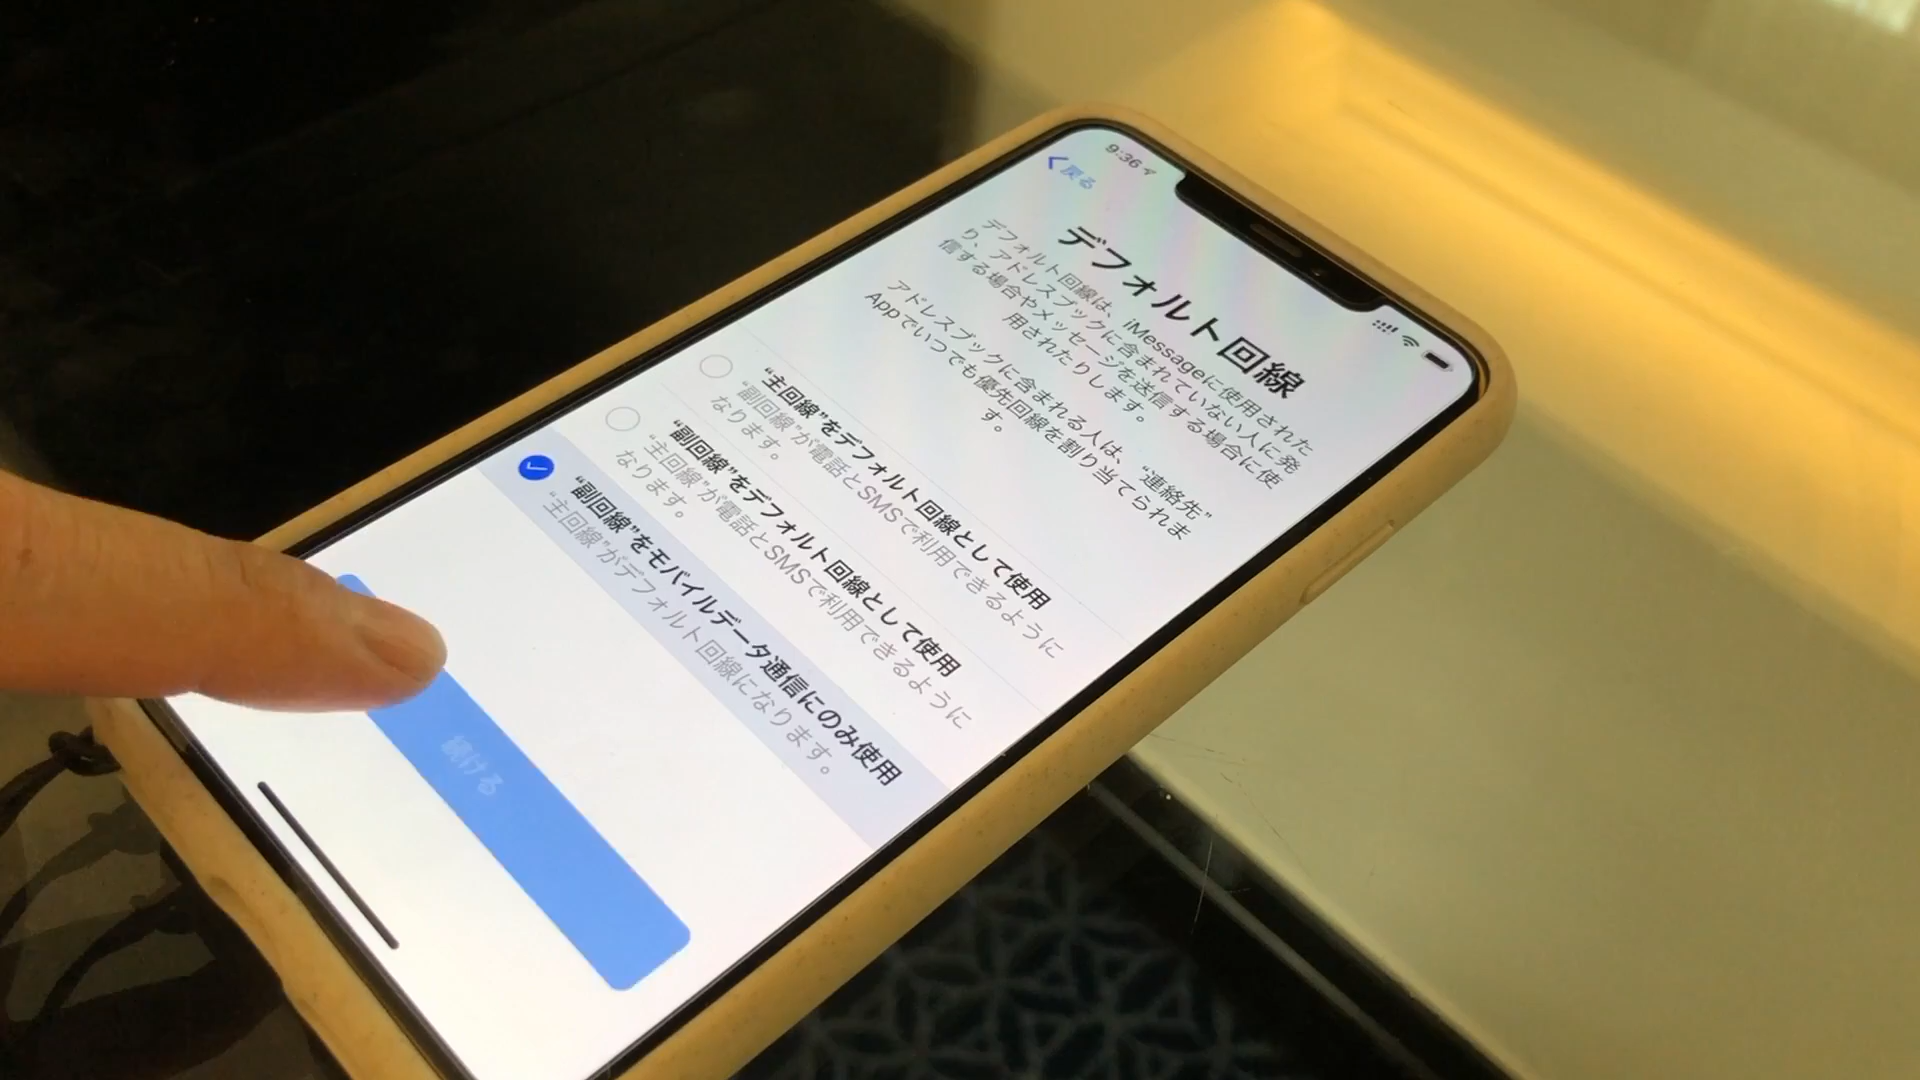 9:36
戻る
デフォルト回線
デフォルト回線は、iMessageに使用された
り、アドレスブックに含まれていない人に発
信する場合やメッセージを送信する場合に使
用されたりします。
アドレスブックに含まれる人は、“連絡先”
Appでいつでも優先回線を割り当てられま
す。
“主回線”をデフォルト回線として使用
“副回線”が電話とSMSで利用できるように
なります。
“副回線”をデフォルト回線として使用
“主回線”が電話とSMSで利用できるように
なります。
“副回線”をモバイルデータ通信にのみ使用
“主回線”がデフォルト回線になります。
続ける